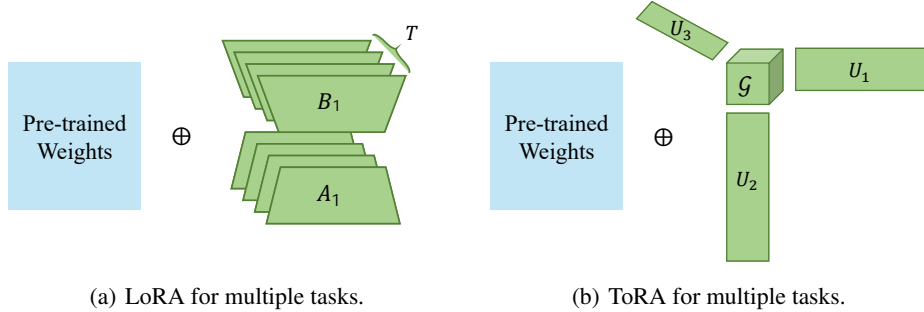 T
Pre-trained
Weights
⊕
B₁
A₁
(a) LoRA for multiple tasks.
U₃
𝒢
U₁
Pre-trained
Weights
⊕
U₂
(b) ToRA for multiple tasks.